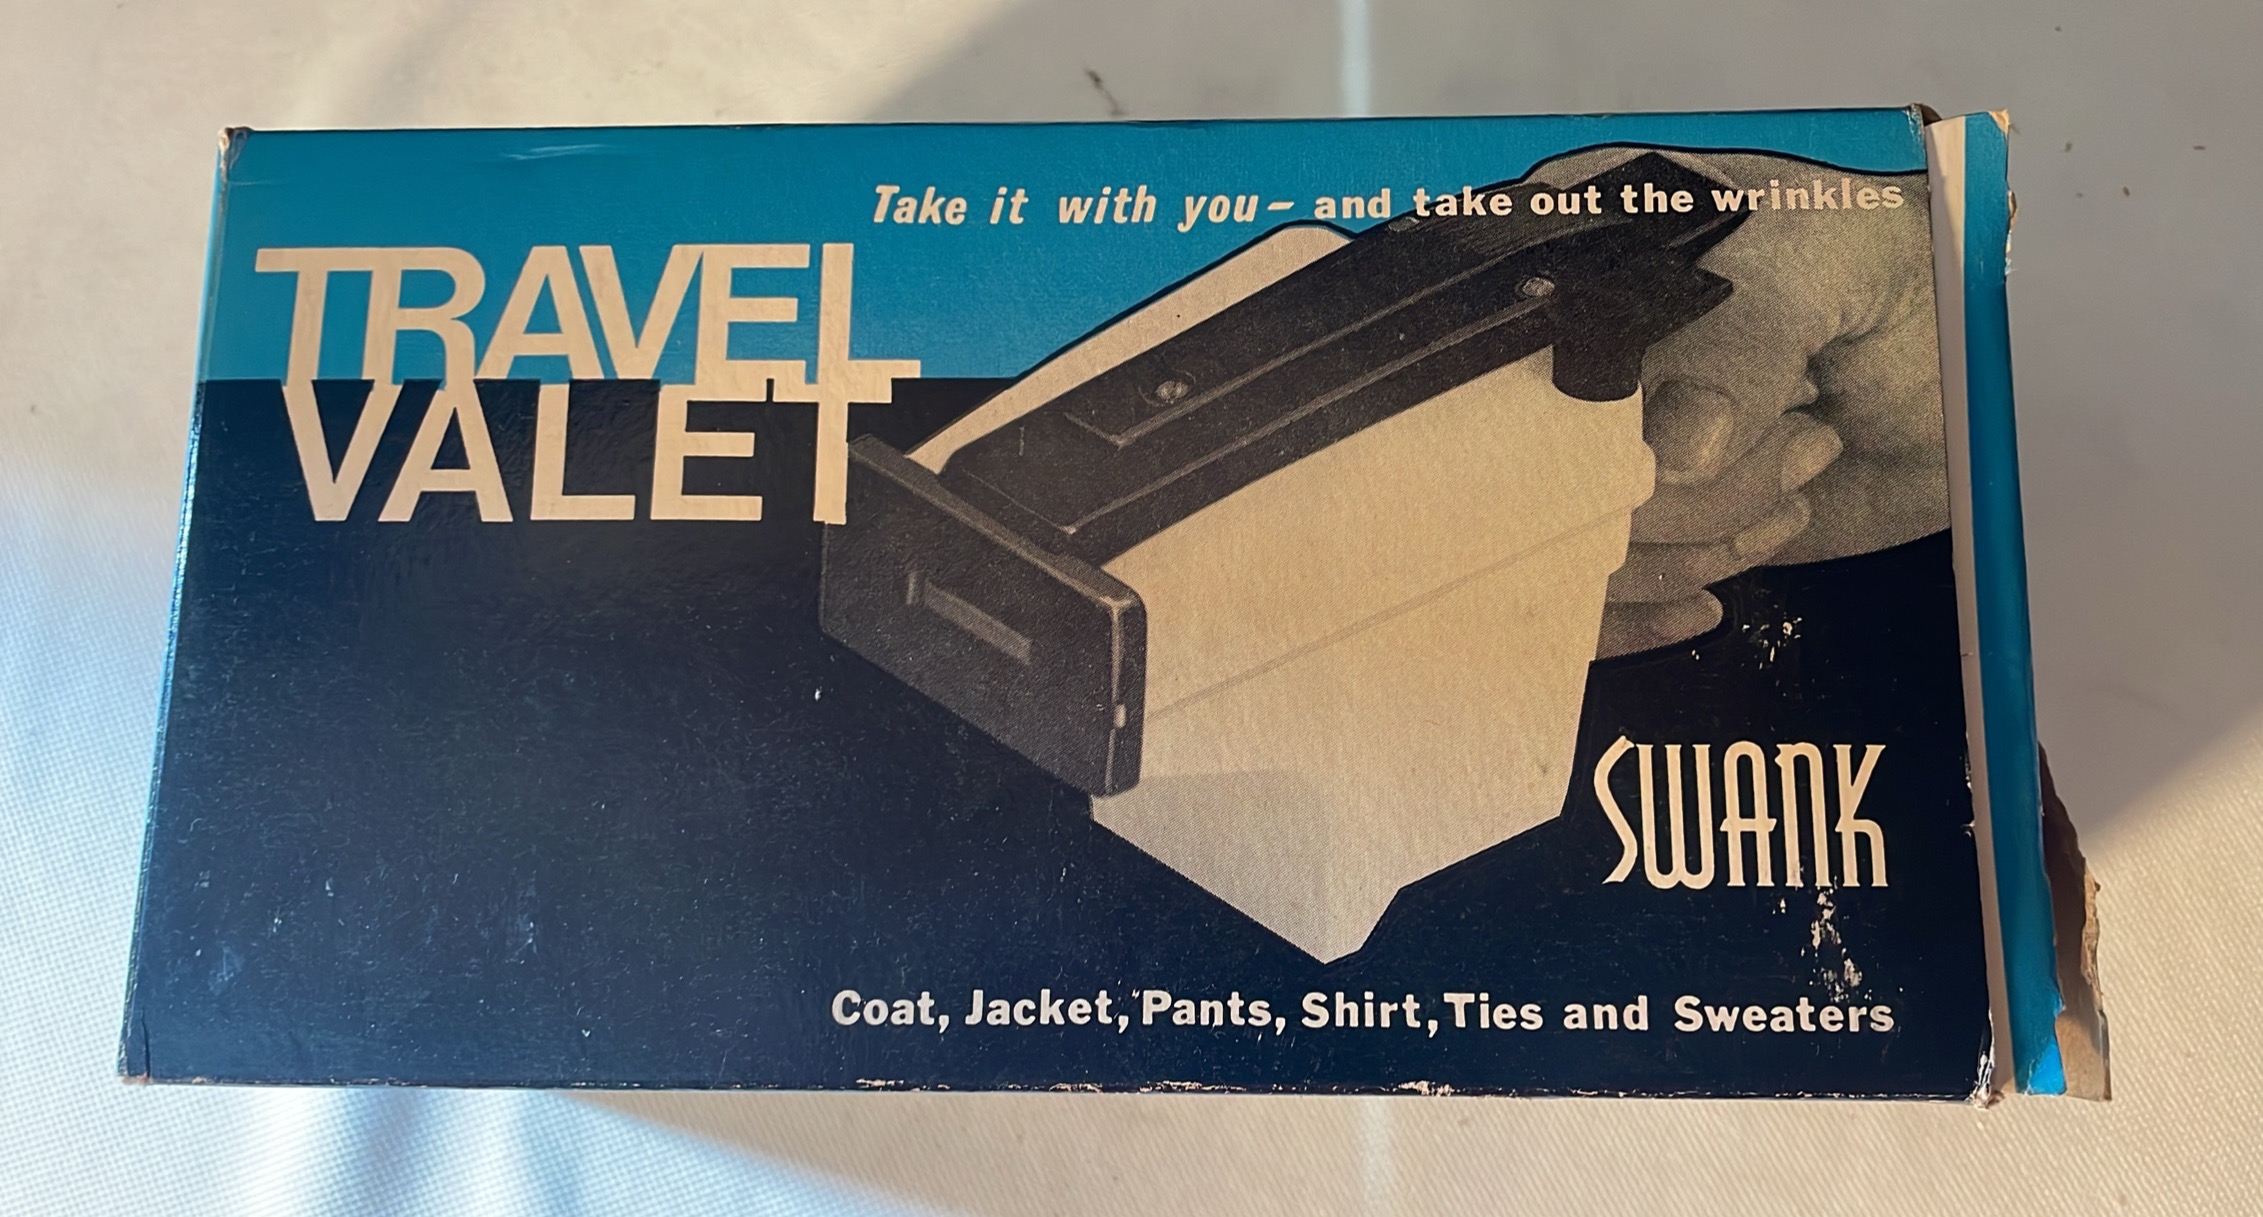 Take it with you – and take out the wrinkles
TRAVEL
VALET
SWANK
Coat, Jacket, Pants, Shirt, Ties and Sweaters